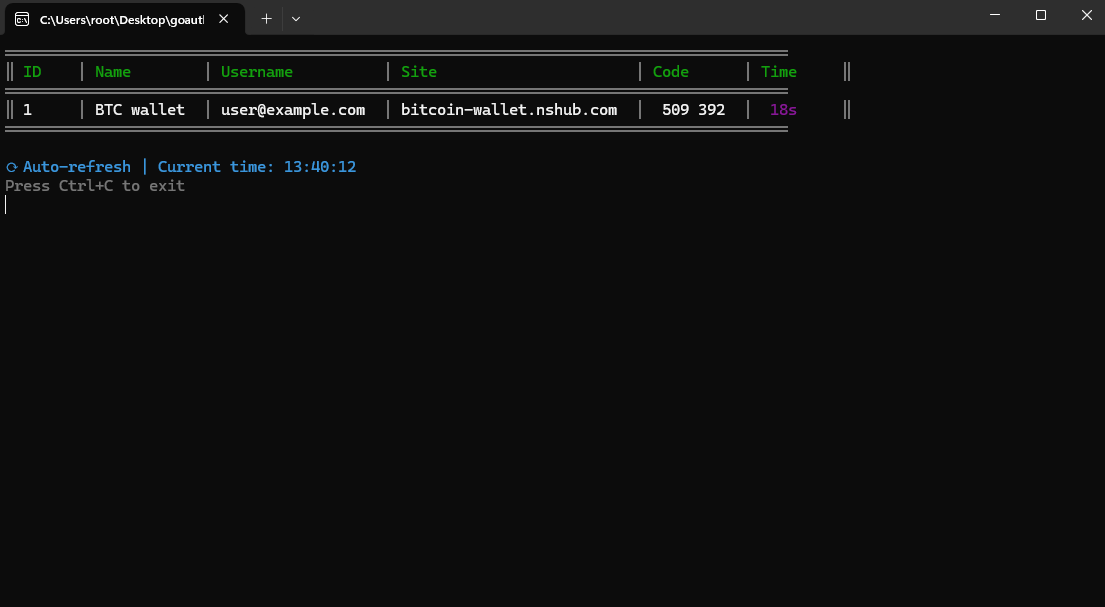 C:\Users\root\Desktop\goaut
ID | Name | Username | Site | Code | Time
1 | BTC wallet | user@example.com | bitcoin-wallet.nshub.com | 509 392 | 18s
⟳ Auto-refresh | Current time: 13:40:12
Press Ctrl+C to exit